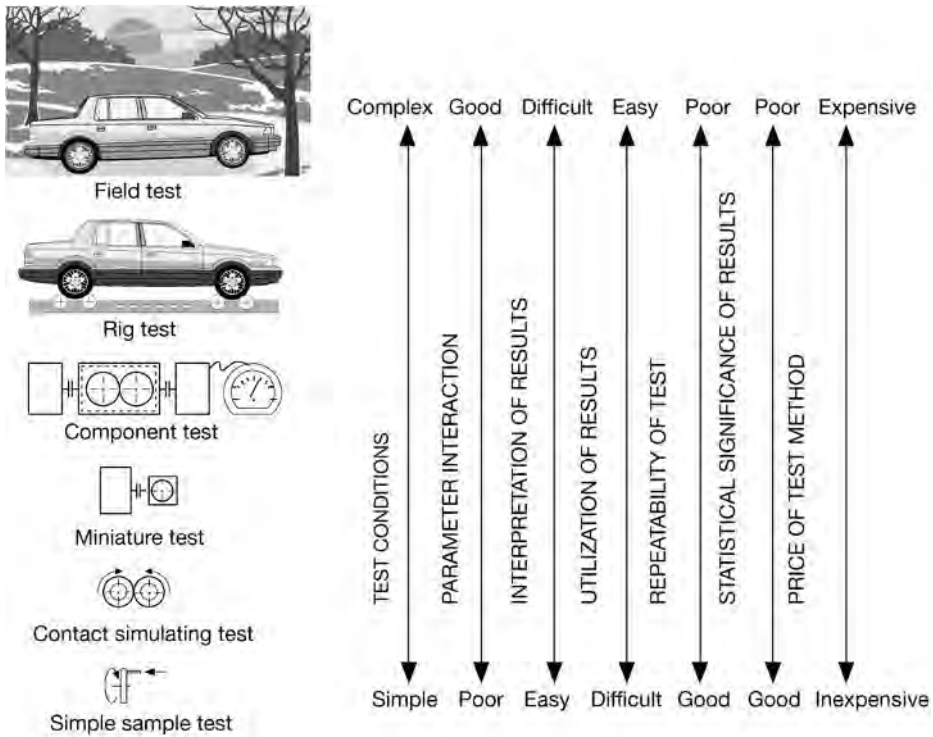 Complex Good Difficult Easy Poor Poor Expensive
Field test
Rig test
Component test
Miniature test
Contact simulating test
Simple sample test
TEST CONDITIONS
PARAMETER INTERACTION
INTERPRETATION OF RESULTS
UTILIZATION OF RESULTS
REPEATABILITY OF TEST
STATISTICAL SIGNIFICANCE OF RESULTS
PRICE OF TEST METHOD
Simple Poor Easy Difficult Good Good Inexpensive